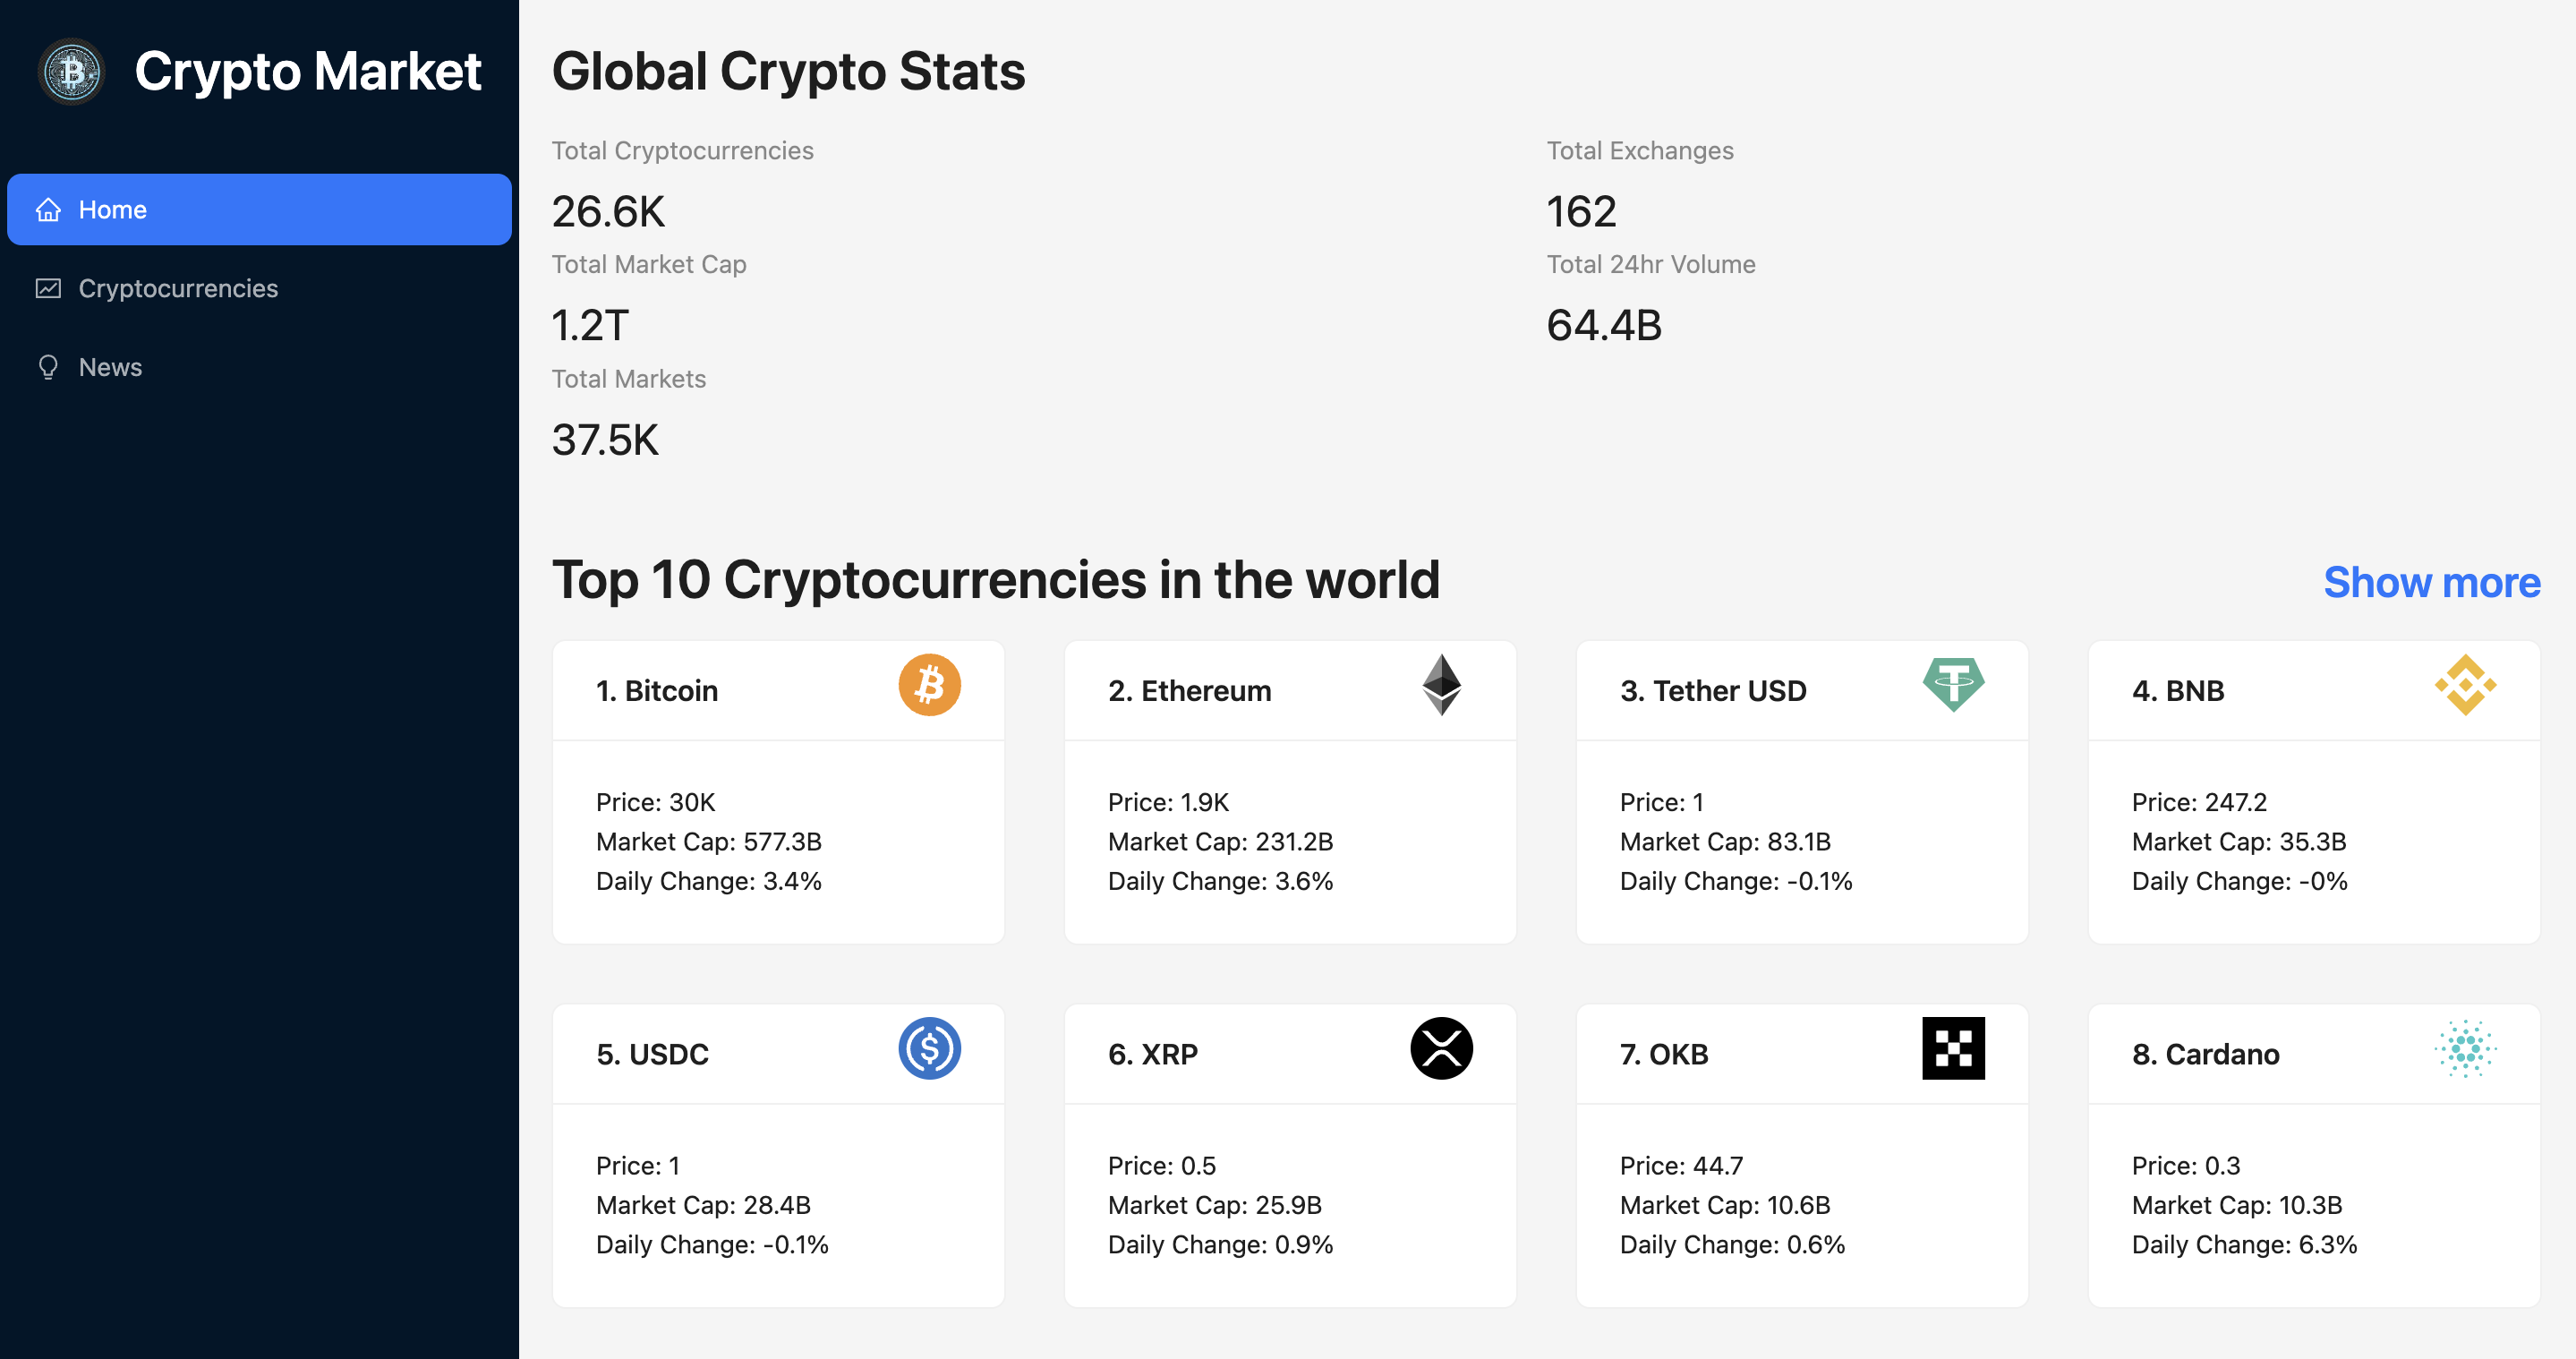 Crypto Market
Home
Cryptocurrencies
News
Global Crypto Stats
Total Cryptocurrencies
26.6K
Total Exchanges
162
Total Market Cap
1.2T
Total 24hr Volume
64.4B
Total Markets
37.5K
Top 10 Cryptocurrencies in the world
Show more
1. Bitcoin
Price: 30K
Market Cap: 577.3B
Daily Change: 3.4%
2. Ethereum
Price: 1.9K
Market Cap: 231.2B
Daily Change: 3.6%
3. Tether USD
Price: 1
Market Cap: 83.1B
Daily Change: -0.1%
4. BNB
Price: 247.2
Market Cap: 35.3B
Daily Change: -0%
5. USDC
Price: 1
Market Cap: 28.4B
Daily Change: -0.1%
6. XRP
Price: 0.5
Market Cap: 25.9B
Daily Change: 0.9%
7. OKB
Price: 44.7
Market Cap: 10.6B
Daily Change: 0.6%
8. Cardano
Price: 0.3
Market Cap: 10.3B
Daily Change: 6.3%